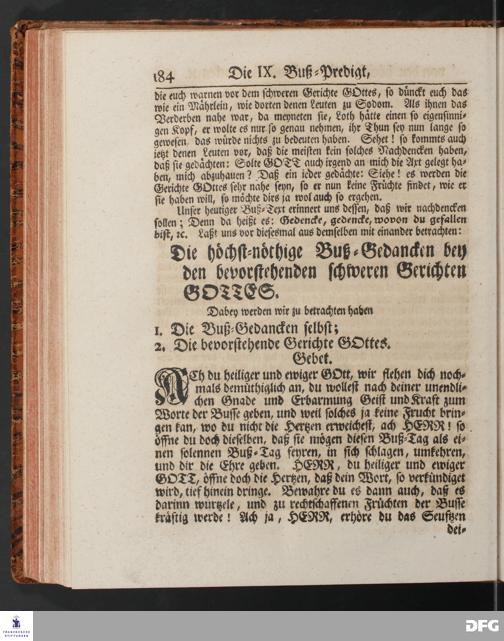 184 Die IX. Buß-Predigt,
die euch warnen vor dem schweren Gerichte GOttes, so dünckt euch das
wie ein Mährlein, wie dorten denen Leuten zu Sodom. Als ihnen das
Verderben nahe war, da meyneten sie, Loth hätte einen so eigensinni-
gen Kopf, er wolte es nur so genau nehmen, ihr Thun sey nun lange so
gewesen, das würde nichts zu bedeuten haben. Sehet! so kommts auch
jetzt denen Leuten vor, daß die meisten kein solches Nachdencken haben,
daß sie gedächten: Solte GOTT auch irgend an mich die Axt gelegt ha-
ben, mich abzuhauen? Daß ein jeder gedächte: Siehe! es werden die
Gerichte GOttes sehr nahe seyn, so er nun keine Früchte findet, wie er
sie haben will, so möchte dirs ja wol auch so ergehen.
Unser heutiger Buß-Text erinnert uns dessen, daß wir nachdencken
sollen; Denn da heißt es: Gedencke, gedencke, wovon du gefallen
bist, ec. Laßt uns vor diesesmal aus demselben mit einander betrachten:
Die höchst-nöthige Buß-Gedancken bey
den bevorstehenden schweren Gerichten
GOTTES.
Dabey werden wir zu betrachten haben
1. Die Buß-Gedancken selbst;
2. Die bevorstehende Gerichte GOttes.
Gebet.
ACh du heiliger und ewiger GOtt, wir flehen dich noch-
mals demüthiglich an, du wollest nach deiner unendli-
chen Gnade und Erbarmung Geist und Kraft zum
Worte der Busse geben, und weil solches ja keine Frucht brin-
gen kan, wo du nicht die Hertzen erweichest, ach HERR! so
öffne du doch dieselben, daß sie mögen diesen Buß-Tag als ei-
nen solennen Buß-Tag feyren, in sich schlagen, umkehren,
und dir die Ehre geben. HERR, du heiliger und ewiger
GOTT, öffne doch die Hertzen, daß dein Wort, so verkündiget
wird, tief hinein dringe. Bewahre du es dann auch, daß es
darinn wurtzele, und zu rechtschaffenen Früchten der Busse
kräftig werde! Ach ja, HERR, erhöre du das Seufftzen
dei-
FRANCKESCHE
STIFTUNGEN
DFG